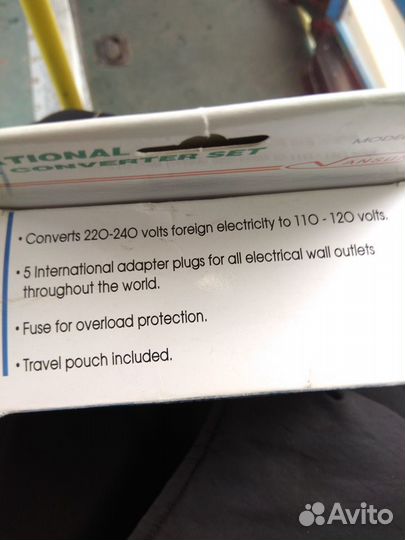 TIONAL
CONVERTER SET
MODE
• Converts 220-240 volts foreign electricity to 110 - 120 volts.
• 5 International adapter plugs for all electrical wall outlets
throughout the world.
• Fuse for overload protection.
• Travel pouch included.
Avito